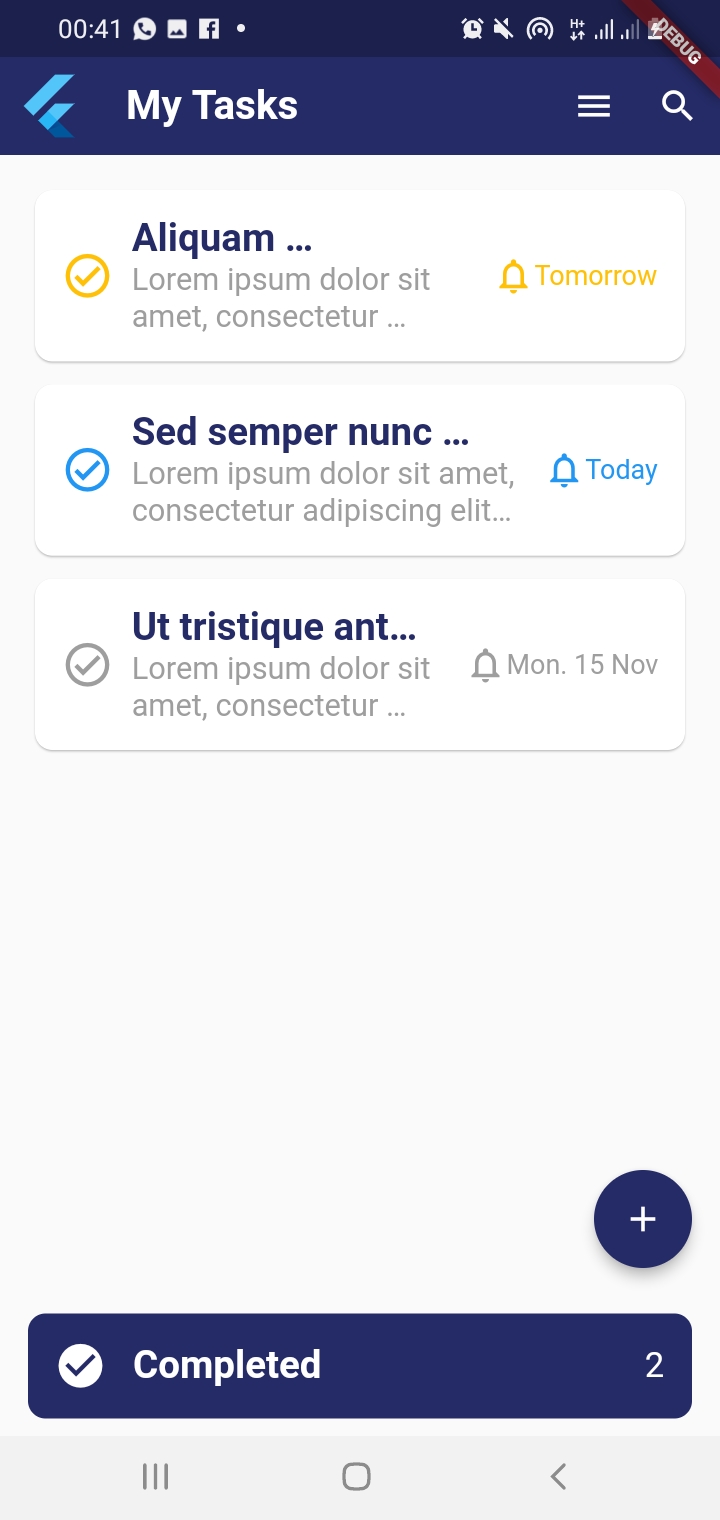 00:41
H+
DEBUG
My Tasks
Aliquam …
Lorem ipsum dolor sit
amet, consectetur …
Tomorrow
Sed semper nunc …
Lorem ipsum dolor sit amet,
consectetur adipiscing elit…
Today
Ut tristique ant…
Lorem ipsum dolor sit
amet, consectetur …
Mon. 15 Nov
Completed
2